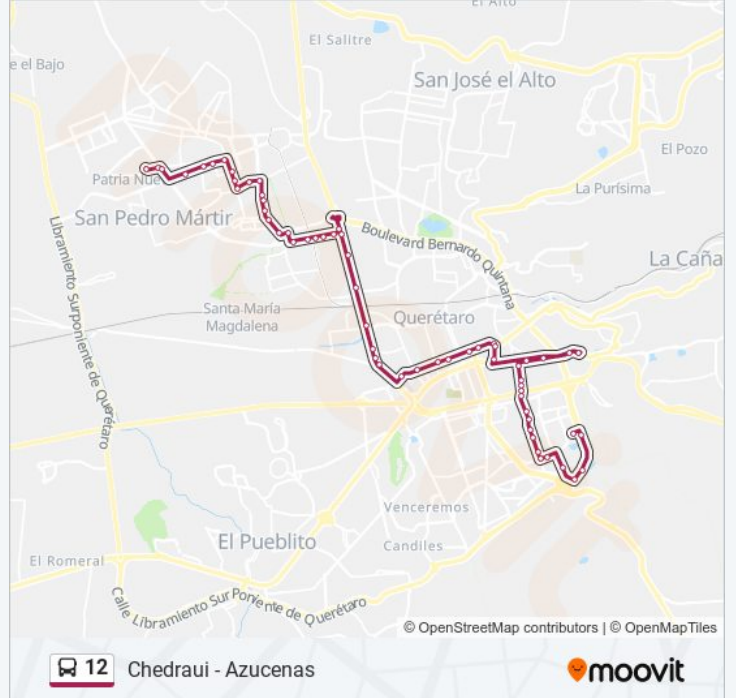 El Alto
El Salitre
e el Bajo
San José el Alto
El Pozo
Patria Nue
La Purísima
San Pedro Mártir
Boulevard Bernardo Quintana
La Caña
Libramiento Surponiente de Querétaro
Santa María
Magdalena
Querétaro
Venceremos
El Pueblito
Candiles
El Romeral
Calle Libramiento Sur Poniente de Querétaro
© OpenStreetMap contributors | © OpenMapTiles
12 Chedraui - Azucenas
moovit